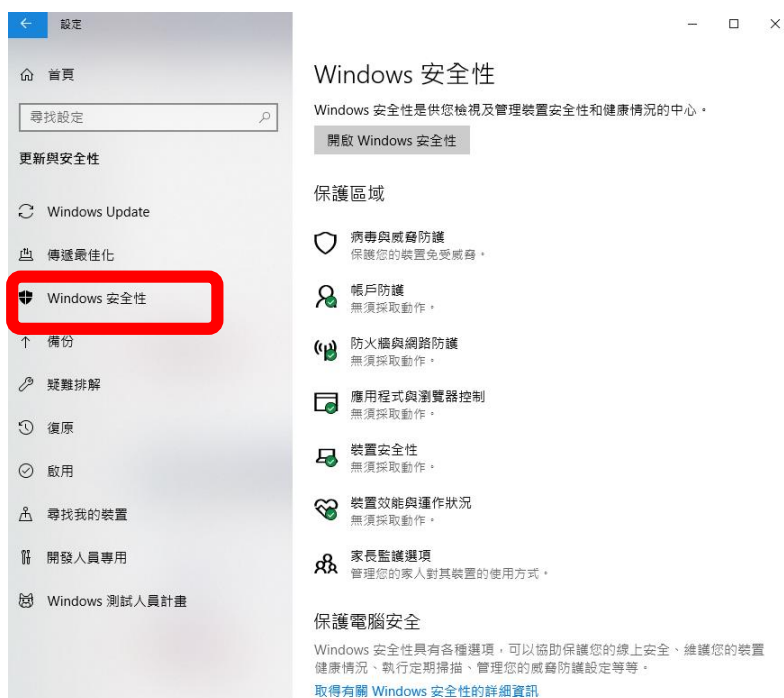 設定
首頁
尋找設定
更新與安全性
Windows Update
傳遞最佳化
Windows 安全性
備份
疑難排解
復原
啟用
尋找我的裝置
開發人員專用
Windows 測試人員計畫
Windows 安全性
Windows 安全性是供您檢視及管理裝置安全性和健康情況的中心。
開啟 Windows 安全性
保護區域
病毒與威脅防護
保護您的裝置免受威脅。
帳戶防護
無須採取動作。
防火牆與網路防護
無須採取動作。
應用程式與瀏覽器控制
無須採取動作。
裝置安全性
無須採取動作。
裝置效能與運作狀況
無須採取動作。
家長監護選項
管理您的家人對其裝置的使用方式。
保護電腦安全
Windows 安全性具有各種選項，可以協助保護您的線上安全、維護您的裝置
健康情況、執行定期掃描、管理您的威脅防護設定等等。
取得有關 Windows 安全性的詳細資訊